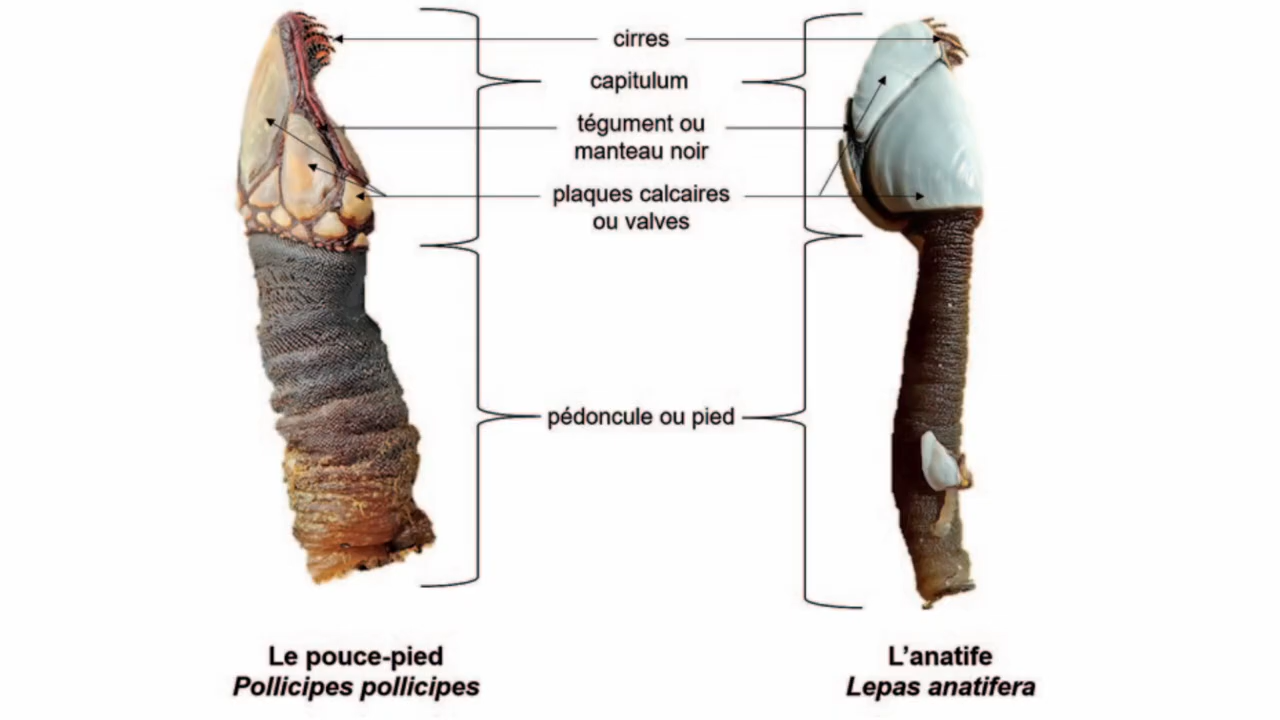 cirres
capitulum
tégument ou
manteau noir
plaques calcaires
ou valves
pédoncule ou pied
Le pouce-pied
Pollicipes pollicipes
L’anatife
Lepas anatifera